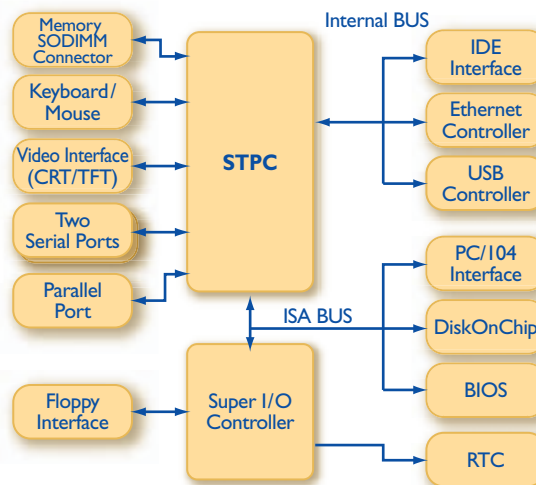 Internal BUS
Memory
SODIMM
Connector
Keyboard/
Mouse
Video Interface
(CRT/TFT)
Two
Serial Ports
Parallel
Port
STPC
IDE
Interface
Ethernet
Controller
USB
Controller
PC/104
Interface
ISA BUS
DiskOnChip
BIOS
Floppy
Interface
Super I/O
Controller
RTC